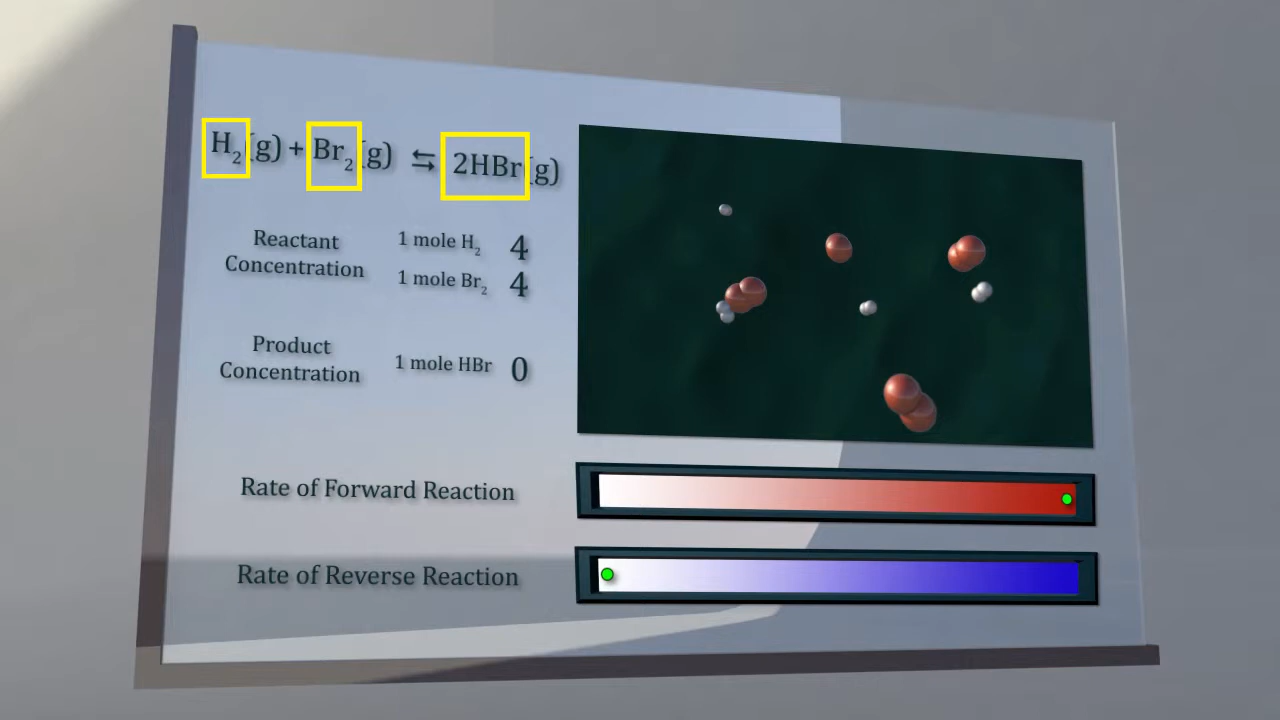 H₂(g) + Br₂(g) ⇆ 2HBr(g)
Reactant
Concentration
1 mole H₂ 4
1 mole Br₂ 4
Product
Concentration
1 mole HBr 0
Rate of Forward Reaction
Rate of Reverse Reaction